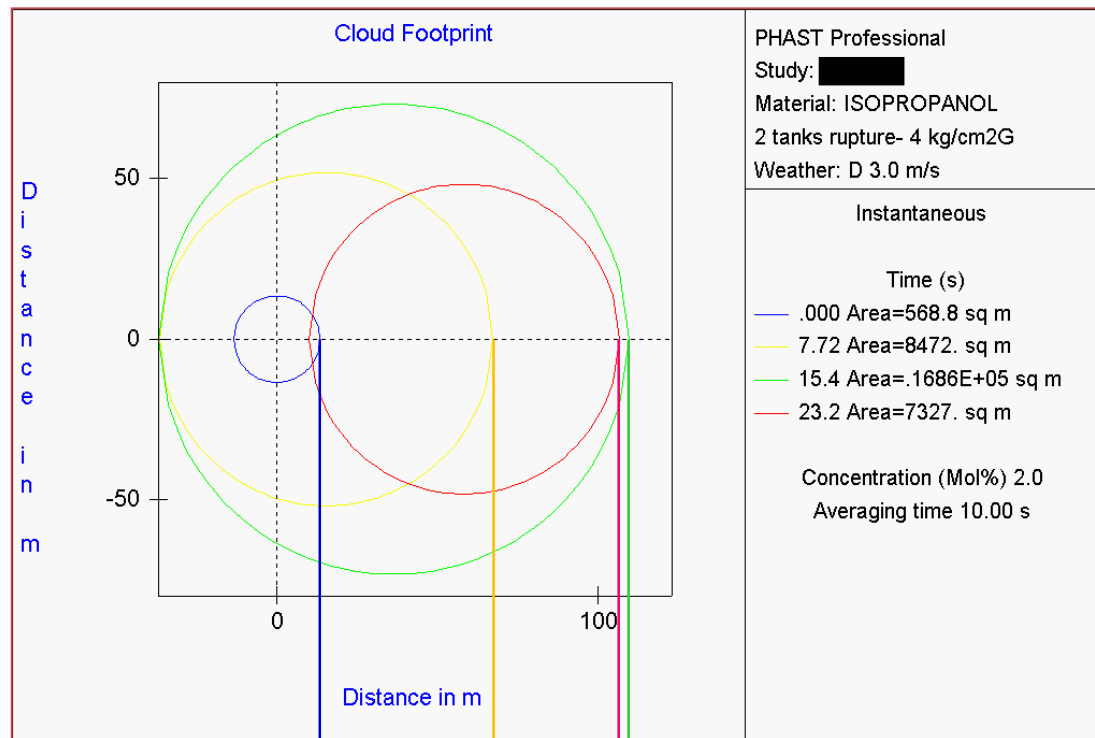 Cloud Footprint
Distance in m
50
0
-50
0
100
Distance in m
PHAST Professional
Study:
Material: ISOPROPANOL
2 tanks rupture- 4 kg/cm2G
Weather: D 3.0 m/s
Instantaneous
Time (s)
.000 Area=568.8 sq m
7.72 Area=8472. sq m
15.4 Area=.1686E+05 sq m
23.2 Area=7327. sq m
Concentration (Mol%) 2.0
Averaging time 10.00 s